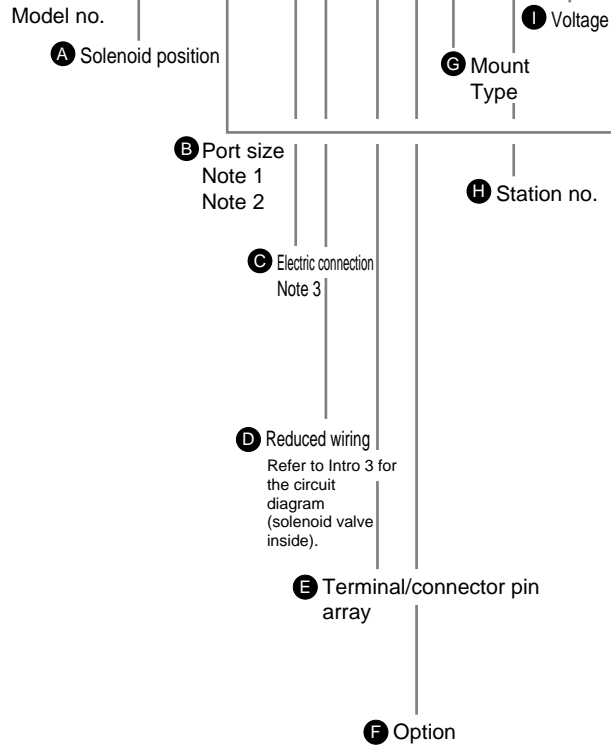 Model no.
I Voltage
A Solenoid position
G Mount
Type
B Port size
Note 1
Note 2
H Station no.
C Electric connection
Note 3
D Reduced wiring
Refer to Intro 3 for
the circuit
diagram
(solenoid valve
inside).
E Terminal/connector pin
array
F Option